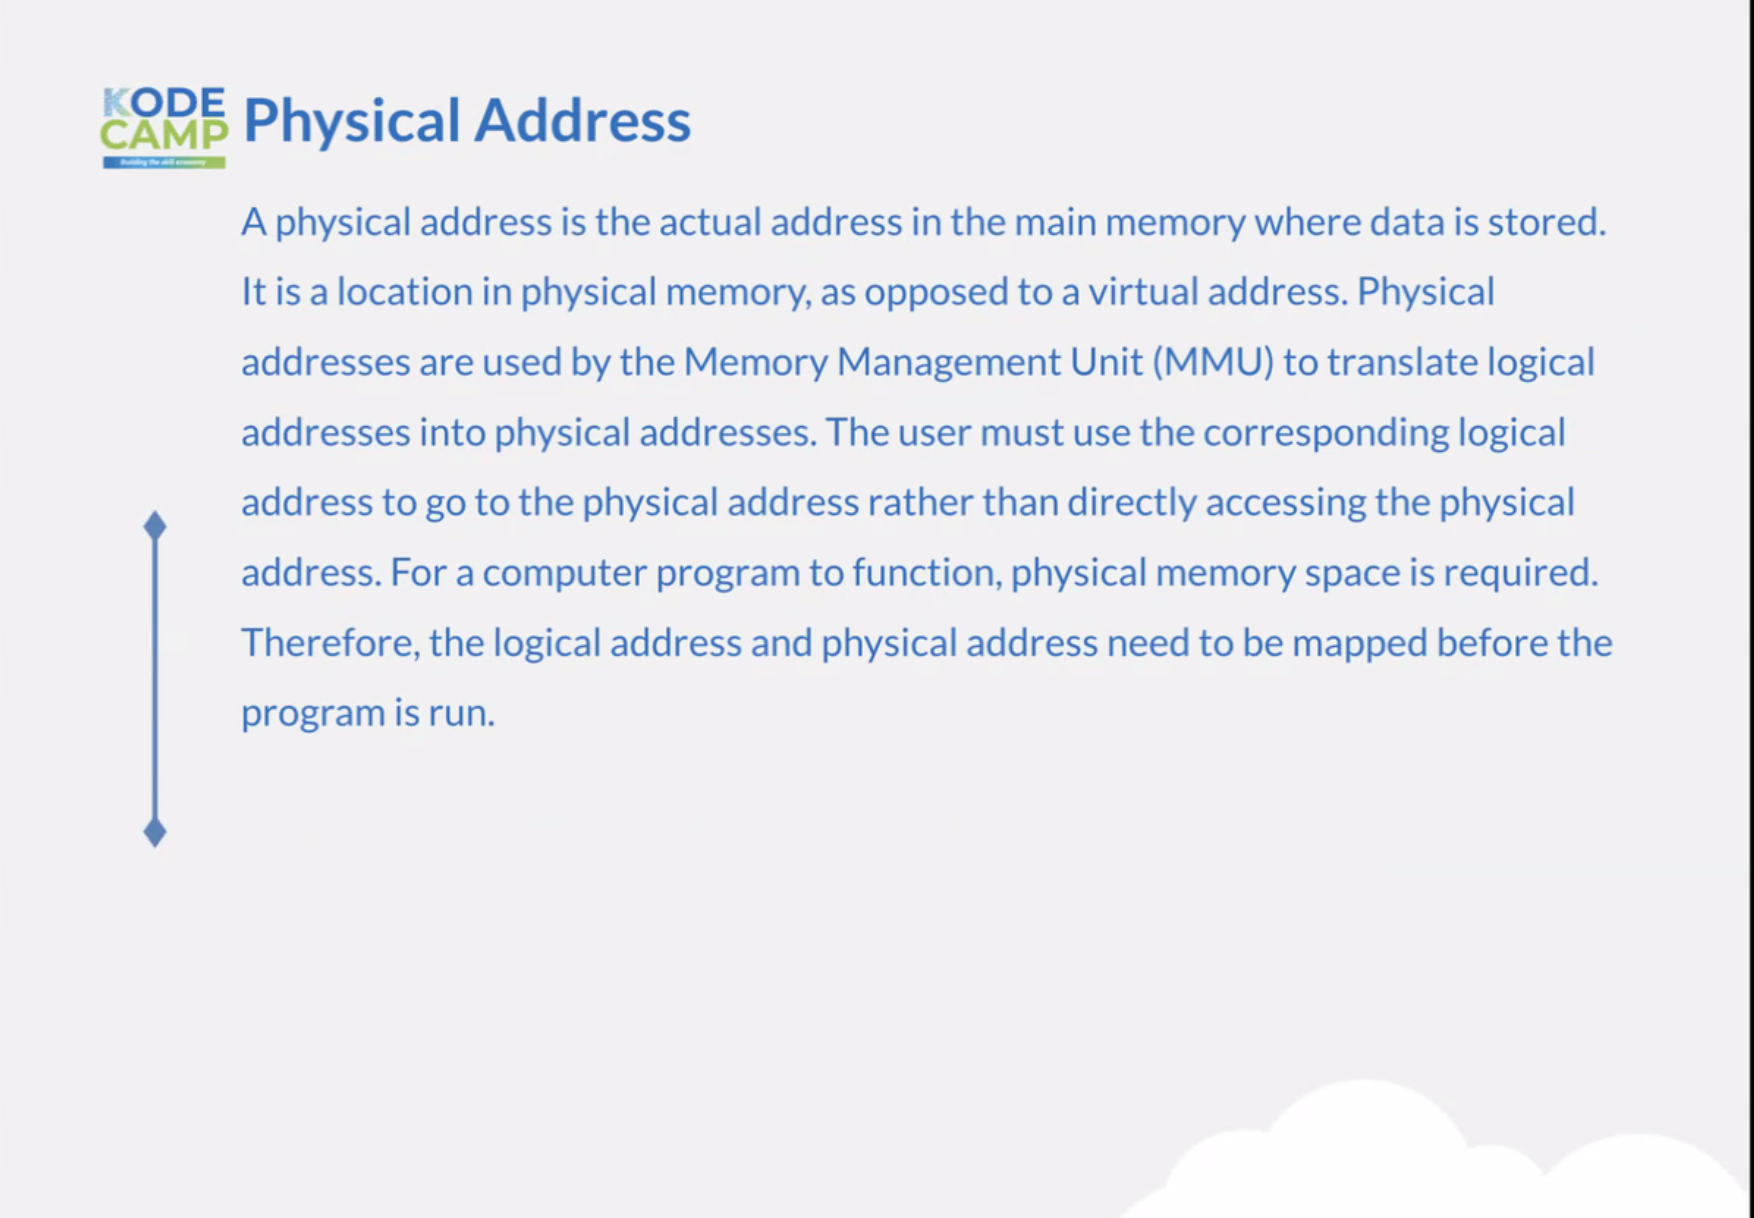 KODE
CAMP
Building the skill economy
Physical Address
A physical address is the actual address in the main memory where data is stored.
It is a location in physical memory, as opposed to a virtual address. Physical
addresses are used by the Memory Management Unit (MMU) to translate logical
addresses into physical addresses. The user must use the corresponding logical
address to go to the physical address rather than directly accessing the physical
address. For a computer program to function, physical memory space is required.
Therefore, the logical address and physical address need to be mapped before the
program is run.